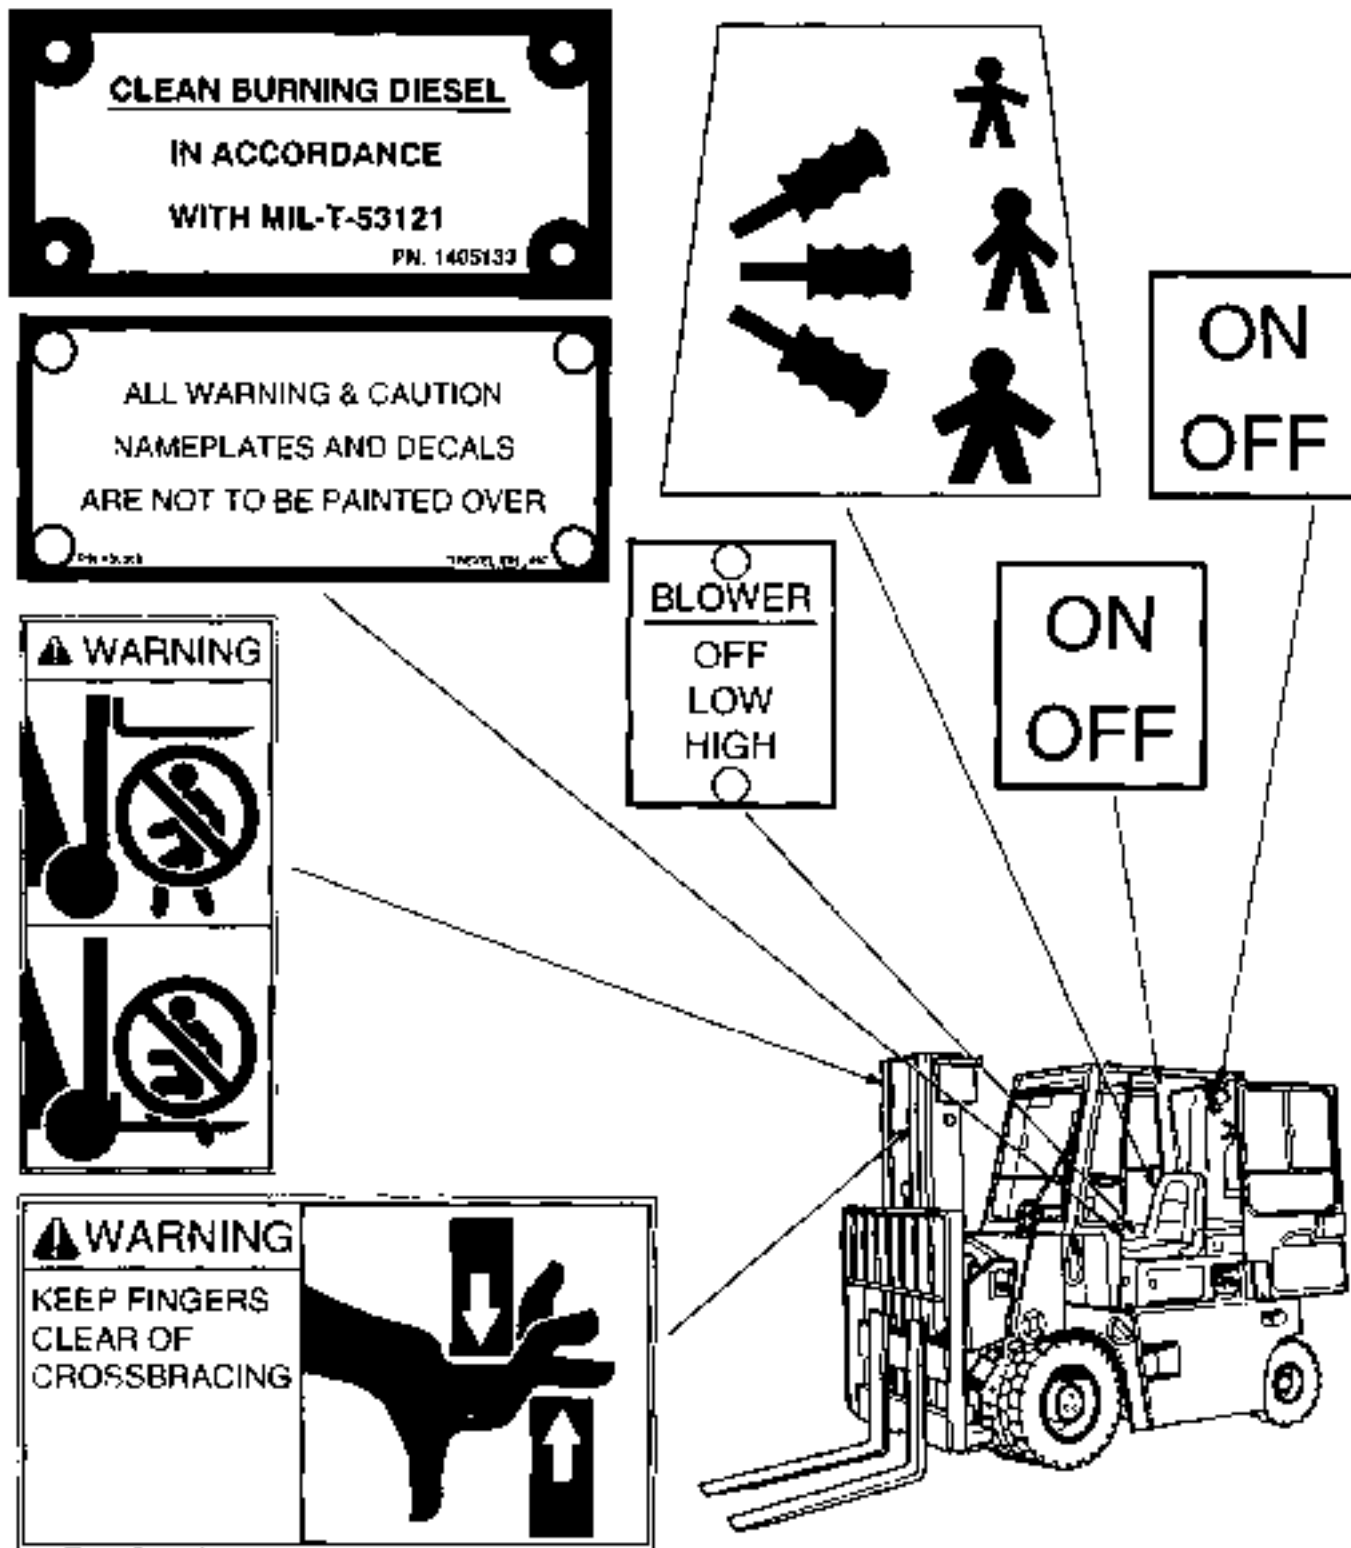 CLEAN BURNING DIESEL
IN ACCORDANCE
WITH MIL-T-53121
PN. 1405133
ALL WARNING & CAUTION
NAMEPLATES AND DECALS
ARE NOT TO BE PAINTED OVER
ON
OFF
BLOWER
OFF
LOW
HIGH
ON
OFF
WARNING
WARNING
KEEP FINGERS
CLEAR OF
CROSSBRACING